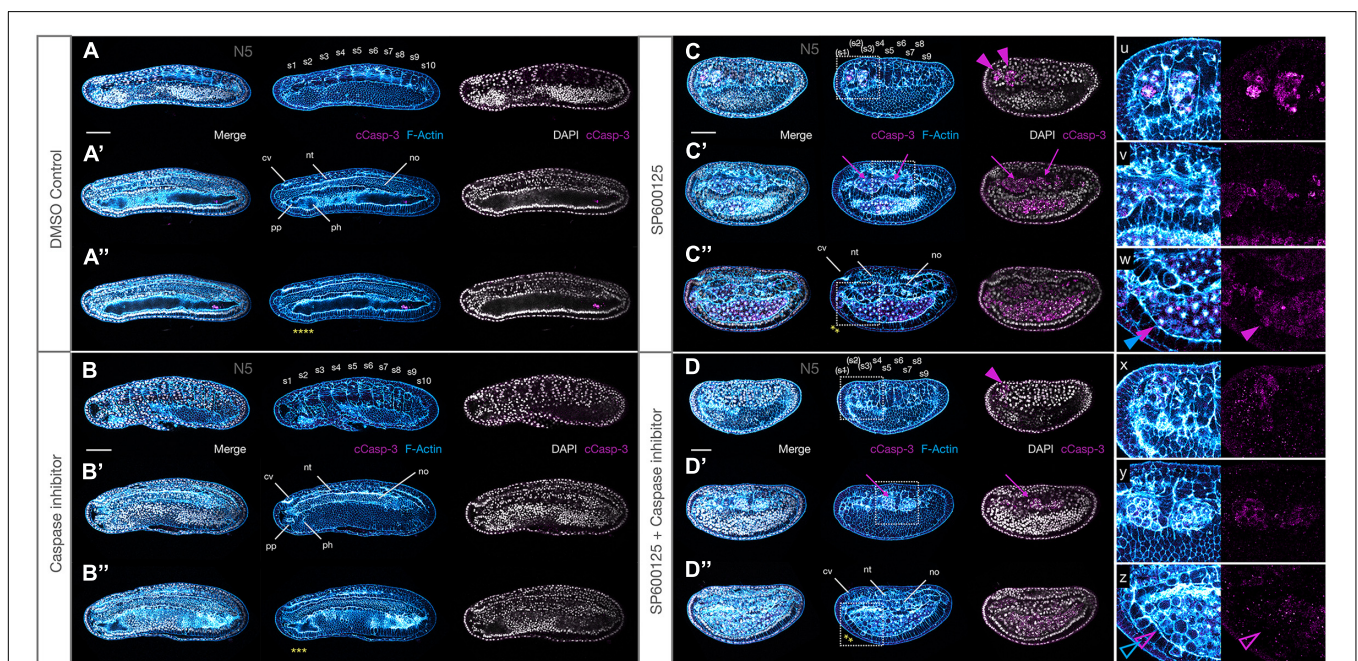 DMSO Control
A
N5
s1 s2 s3 s4 s5 s6 s7 s8 s9 s10
Merge
cCasp-3 F-Actin
DAPI cCasp-3
A'
cv
nt
no
pp
ph
A''
****
Caspase inhibitor
B
N5
s1 s2 s3 s4 s5 s6 s7 s8 s9 s10
Merge
cCasp-3 F-Actin
DAPI cCasp-3
B'
cv
nt
no
pp
ph
B''
***
SP600125
C
N5
(s1) (s2) (s3) s4 s5 s6 s7 s8 s9
Merge
cCasp-3 F-Actin
DAPI cCasp-3
C'
C''
cv
nt
no
**
SP600125 + Caspase inhibitor
D
N5
(s1) (s2) (s3) s4 s5 s6 s7 s8 s9
Merge
cCasp-3 F-Actin
DAPI cCasp-3
D'
D''
cv
nt
no
**
u
v
w
x
y
z